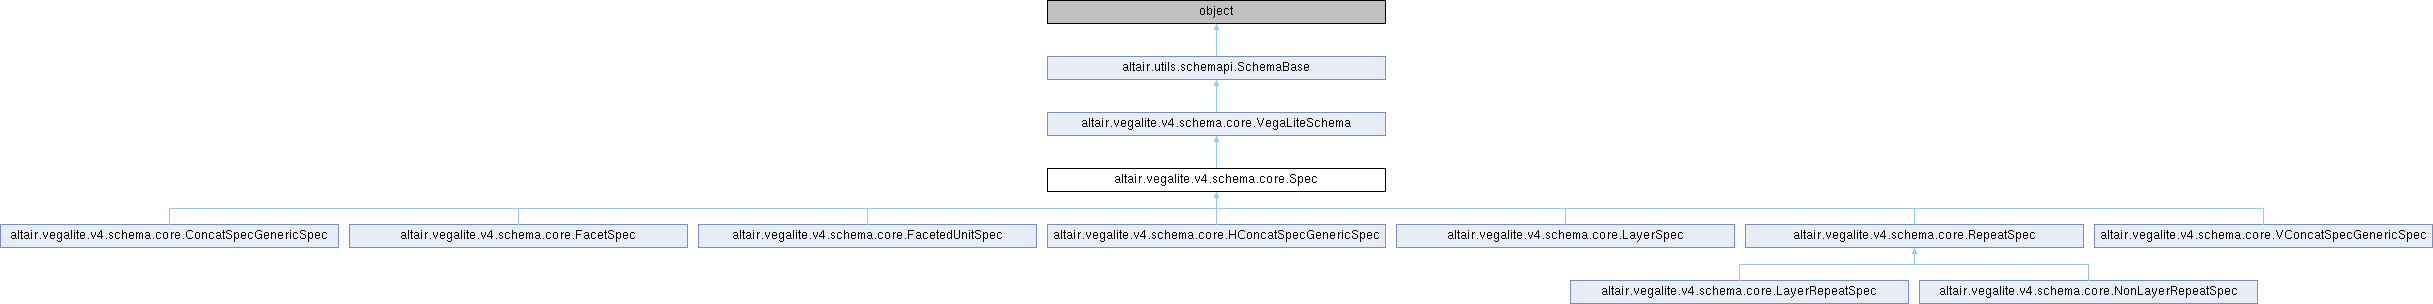 object
altair.utils.schemapi.SchemaBase
altair.vegalite.v4.schema.core.VegaLiteSchema
altair.vegalite.v4.schema.core.Spec
altair.vegalite.v4.schema.core.ConcatSpecGenericSpec
altair.vegalite.v4.schema.core.FacetSpec
altair.vegalite.v4.schema.core.FacetedUnitSpec
altair.vegalite.v4.schema.core.HConcatSpecGenericSpec
altair.vegalite.v4.schema.core.LayerSpec
altair.vegalite.v4.schema.core.RepeatSpec
altair.vegalite.v4.schema.core.VConcatSpecGenericSpec
altair.vegalite.v4.schema.core.LayerRepeatSpec
altair.vegalite.v4.schema.core.NonLayerRepeatSpec